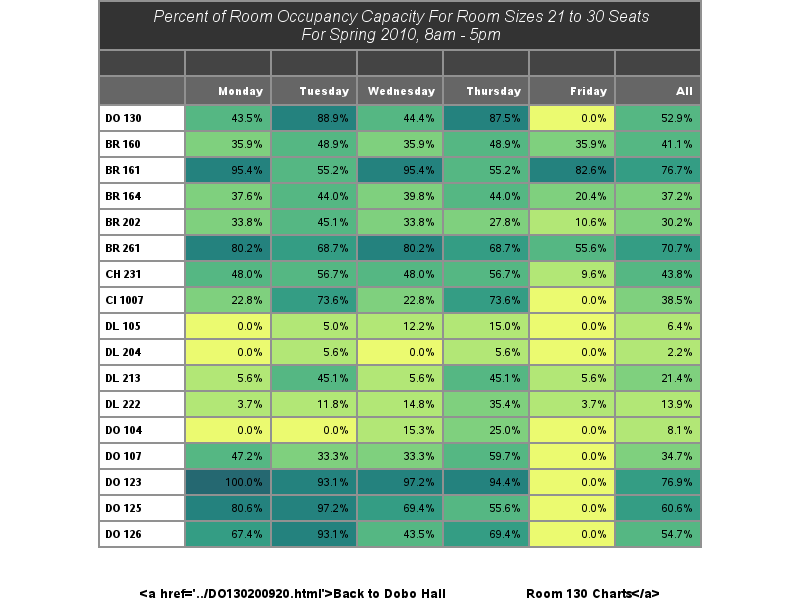 Percent of Room Occupancy Capacity For Room Sizes 21 to 30 Seats
For Spring 2010, 8am - 5pm
Monday Tuesday Wednesday Thursday Friday All
DO 130 43.5% 88.9% 44.4% 87.5% 0.0% 52.9%
BR 160 35.9% 48.9% 35.9% 48.9% 35.9% 41.1%
BR 161 95.4% 55.2% 95.4% 55.2% 82.6% 76.7%
BR 164 37.6% 44.0% 39.8% 44.0% 20.4% 37.2%
BR 202 33.8% 45.1% 33.8% 27.8% 10.6% 30.2%
BR 261 80.2% 68.7% 80.2% 68.7% 55.6% 70.7%
CH 231 48.0% 56.7% 48.0% 56.7% 9.6% 43.8%
CI 1007 22.8% 73.6% 22.8% 73.6% 0.0% 38.5%
DL 105 0.0% 5.0% 12.2% 15.0% 0.0% 6.4%
DL 204 0.0% 5.6% 0.0% 5.6% 0.0% 2.2%
DL 213 5.6% 45.1% 5.6% 45.1% 5.6% 21.4%
DL 222 3.7% 11.8% 14.8% 35.4% 3.7% 13.9%
DO 104 0.0% 0.0% 15.3% 25.0% 0.0% 8.1%
DO 107 47.2% 33.3% 33.3% 59.7% 0.0% 34.7%
DO 123 100.0% 93.1% 97.2% 94.4% 0.0% 76.9%
DO 125 80.6% 97.2% 69.4% 55.6% 0.0% 60.6%
DO 126 67.4% 93.1% 43.5% 69.4% 0.0% 54.7%
<a href='../DO130200920.html'>Back to Dobo Hall Room 130 Charts</a>